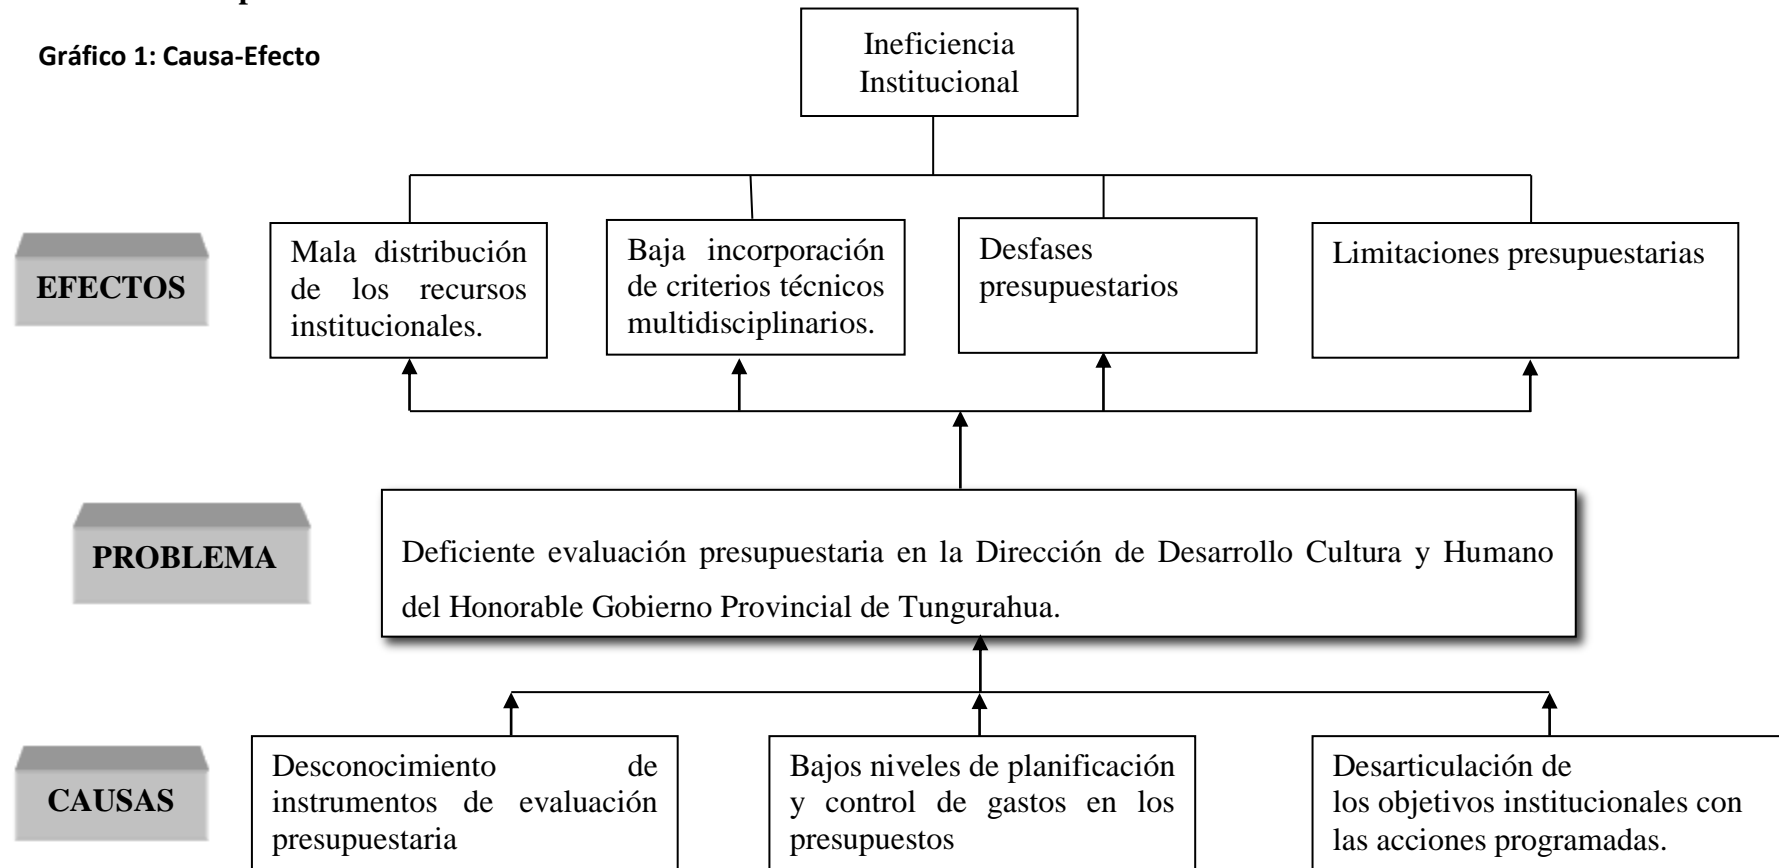 Gráfico 1: Causa-Efecto
Ineficiencia
Institucional
EFECTOS
Mala distribución
de los recursos
institucionales.
Baja incorporación
de criterios técnicos
multidisciplinarios.
Desfases
presupuestarios
Limitaciones presupuestarias
PROBLEMA
Deficiente evaluación presupuestaria en la Dirección de Desarrollo Cultura y Humano
del Honorable Gobierno Provincial de Tungurahua.
CAUSAS
Desconocimiento de
instrumentos de evaluación
presupuestaria
Bajos niveles de planificación
y control de gastos en los
presupuestos
Desarticulación de
los objetivos institucionales con
las acciones programadas.